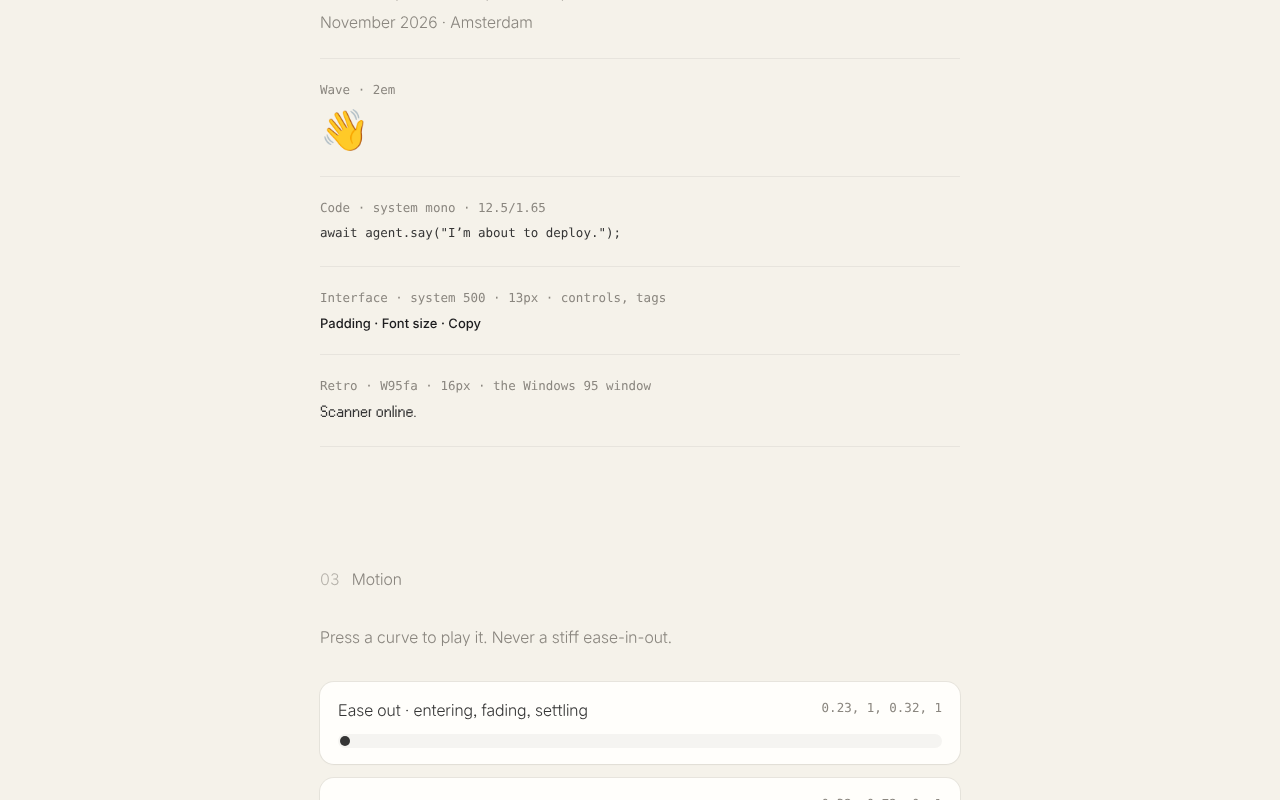 November 2026 · Amsterdam
Wave · 2em
Code · system mono · 12.5/1.65
await agent.say("I’m about to deploy.");
Interface · system 500 · 13px · controls, tags
Padding · Font size · Copy
Retro · W95fa · 16px · the Windows 95 window
Scanner online.
03 Motion
Press a curve to play it. Never a stiff ease-in-out.
Ease out · entering, fading, settling
0.23, 1, 0.32, 1